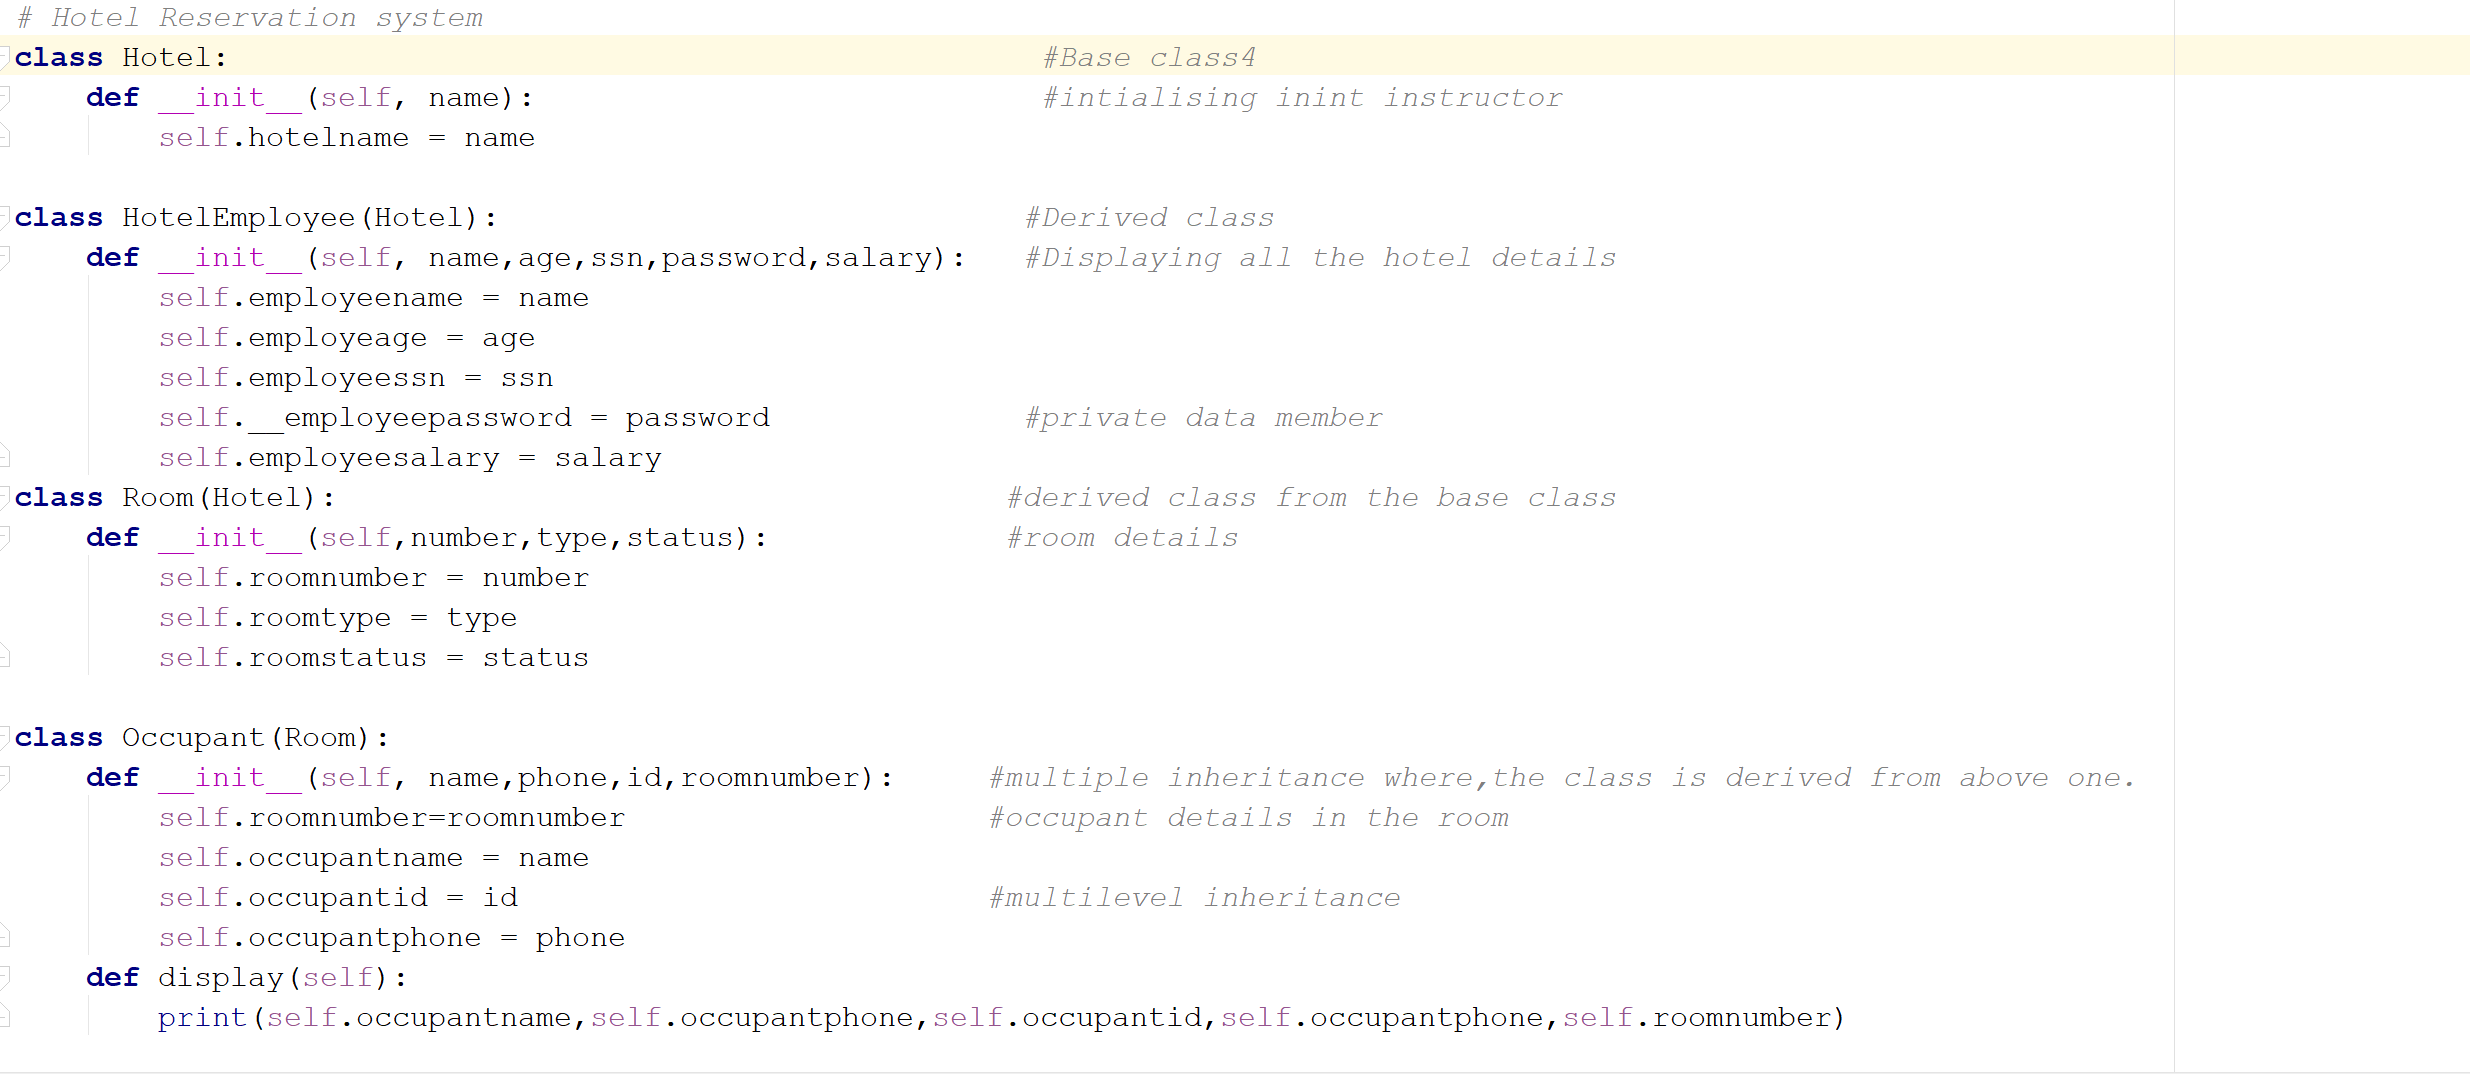 # Hotel Reservation system
class Hotel: #Base class4
def __init__(self, name): #intialising inint instructor
self.hotelname = name
class HotelEmployee(Hotel): #Derived class
def __init__(self, name,age,ssn,password,salary): #Displaying all the hotel details
self.employeename = name
self.employeage = age
self.employeessn = ssn
self.__employeepassword = password #private data member
self.employeesalary = salary
class Room(Hotel): #derived class from the base class
def __init__(self,number,type,status): #room details
self.roomnumber = number
self.roomtype = type
self.roomstatus = status
class Occupant(Room):
def __init__(self, name,phone,id,roomnumber): #multiple inheritance where,the class is derived from above one.
self.roomnumber=roomnumber #occupant details in the room
self.occupantname = name
self.occupantid = id #multilevel inheritance
self.occupantphone = phone
def display(self):
print(self.occupantname,self.occupantphone,self.occupantid,self.occupantphone,self.roomnumber)